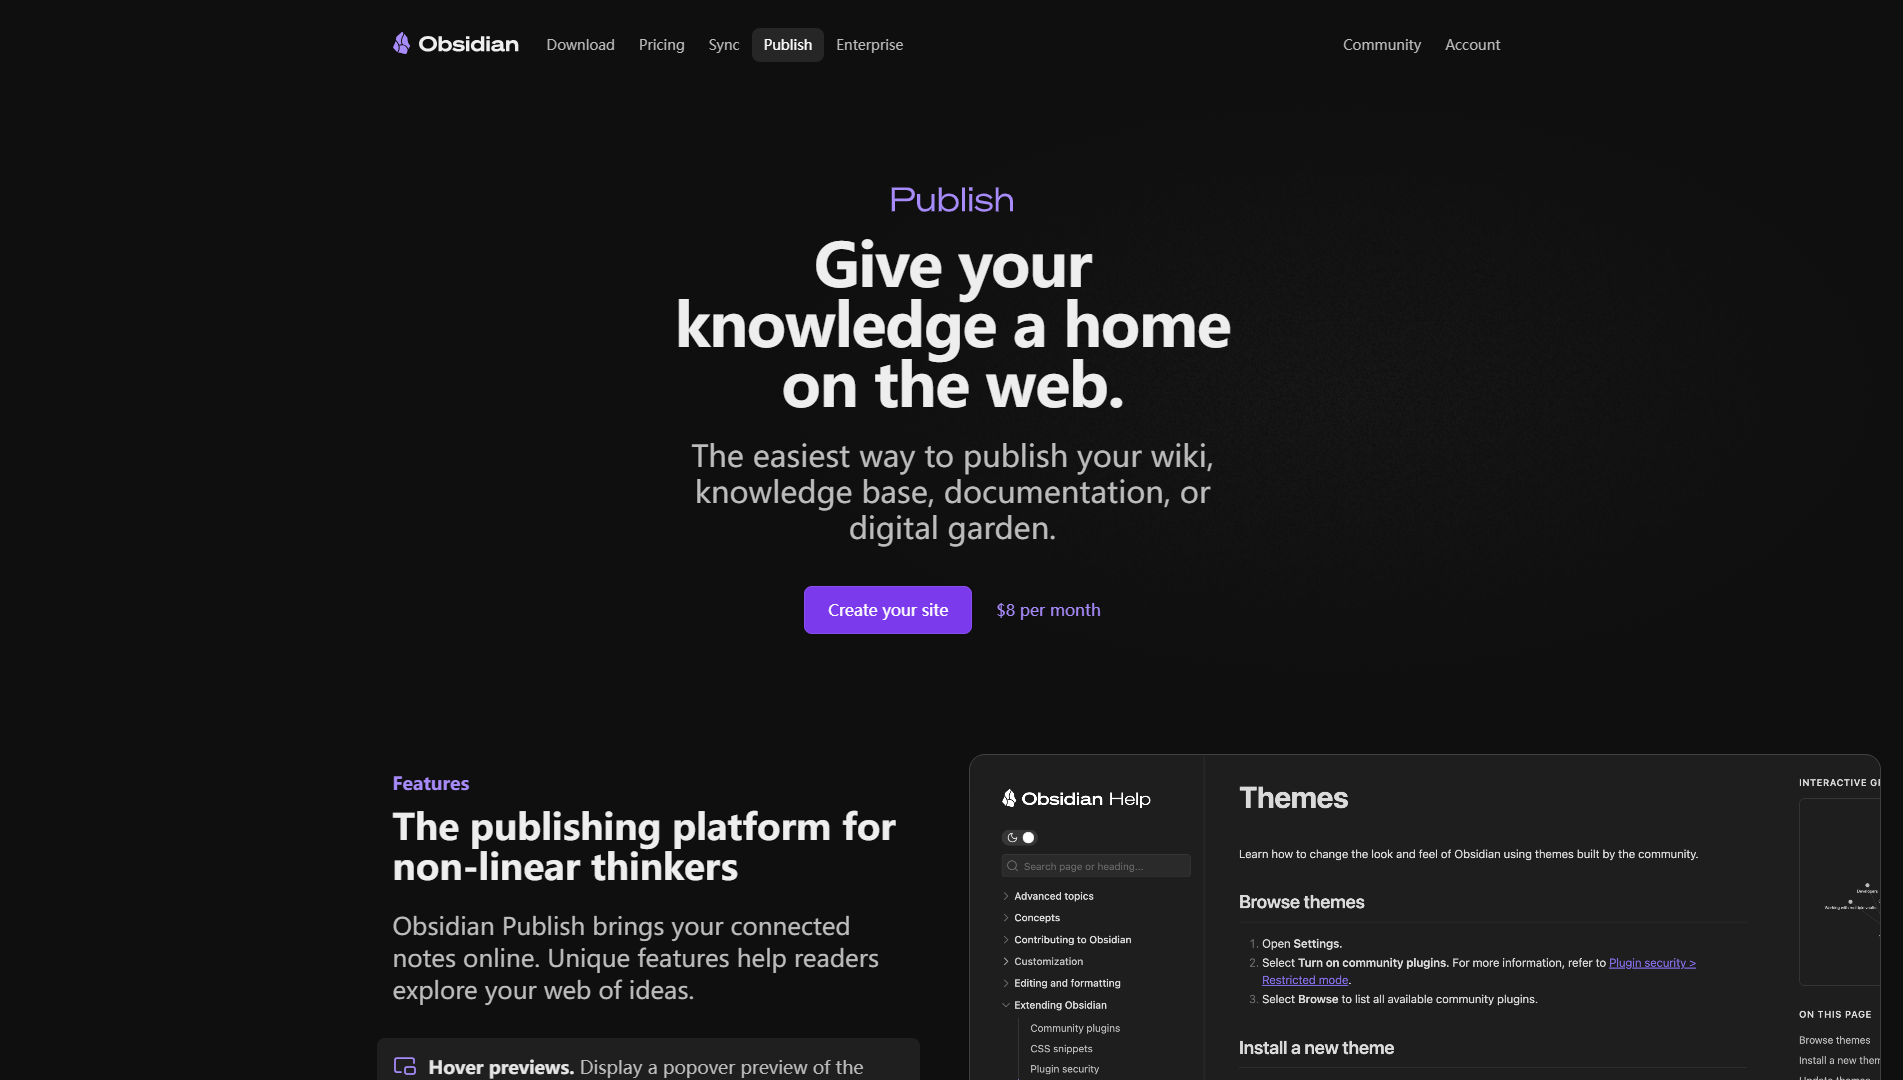 Obsidian
Download
Pricing
Sync
Publish
Enterprise
Community
Account
Publish
Give your
knowledge a home
on the web.
The easiest way to publish your wiki,
knowledge base, documentation, or
digital garden.
Create your site
$8 per month
Features
The publishing platform for
non-linear thinkers
Obsidian Publish brings your connected
notes online. Unique features help readers
explore your web of ideas.
Hover previews. Display a popover preview of the
Obsidian Help
Search page or heading...
Advanced topics
Concepts
Contributing to Obsidian
Customization
Editing and formatting
Extending Obsidian
Community plugins
CSS snippets
Plugin security
Themes
Learn how to change the look and feel of Obsidian using themes built by the community.
Browse themes
1. Open Settings.
2. Select Turn on community plugins. For more information, refer to Plugin security >
Restricted mode.
3. Select Browse to list all available community plugins.
Install a new theme
INTERACTIVE
Developers
Working with multiple vaults
ON THIS PAGE
Browse themes
Install a new
Update themes